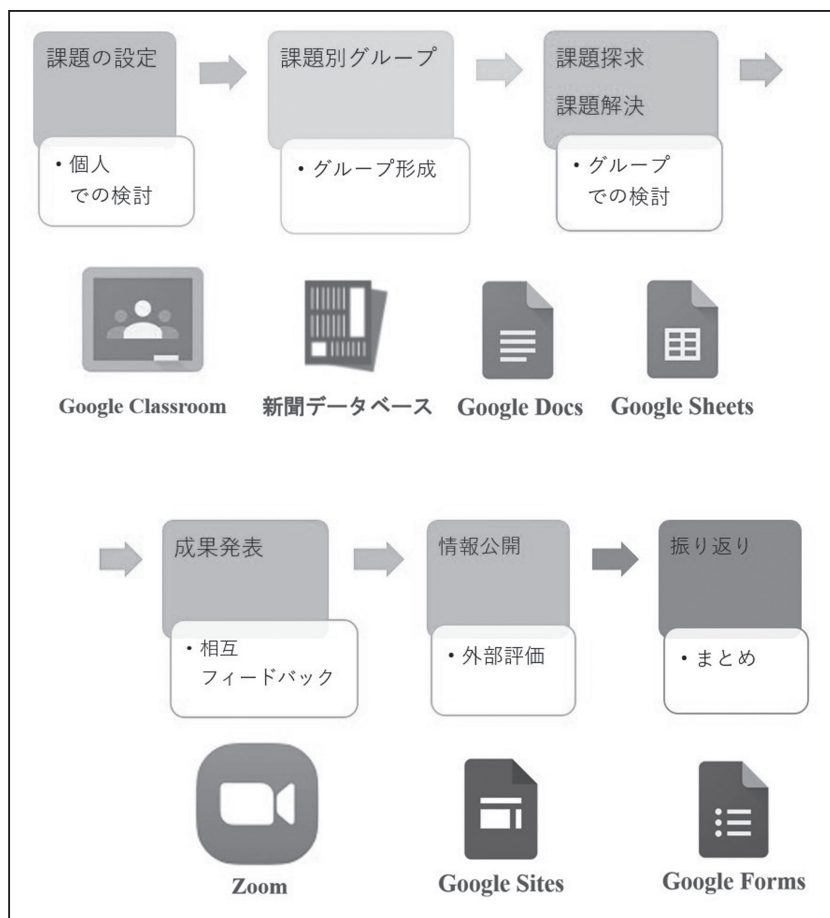 課題の設定
・個人
での検討
課題別グループ
・グループ形成
課題探求
課題解決
・グループ
での検討
Google Classroom
新聞データベース
Google Docs
Google Sheets
成果発表
・相互
フィードバック
情報公開
・外部評価
振り返り
・まとめ
Zoom
Google Sites
Google Forms